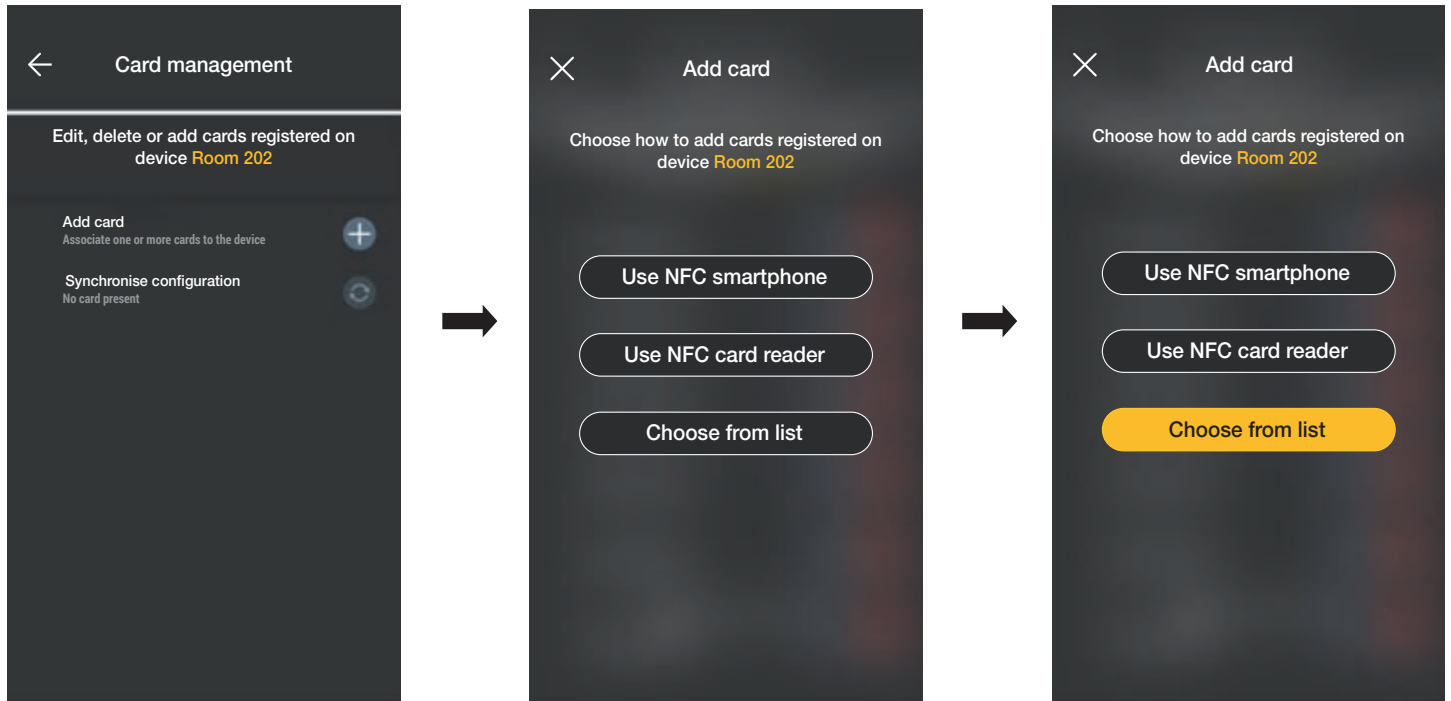 Card management
Edit, delete or add cards registered on
device Room 202
Add card
Associate one or more cards to the device
Synchronise configuration
No card present
Add card
Choose how to add cards registered on
device Room 202
Use NFC smartphone
Use NFC card reader
Choose from list
Add card
Choose how to add cards registered on
device Room 202
Use NFC smartphone
Use NFC card reader
Choose from list